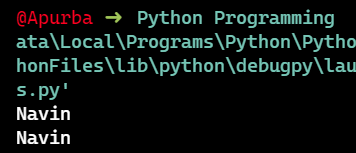 @Apurba ➜ Python Programming
ata\Local\Programs\Python\Pytho
honFiles\lib\python\debugpy\lau
s.py'
Navin
Navin